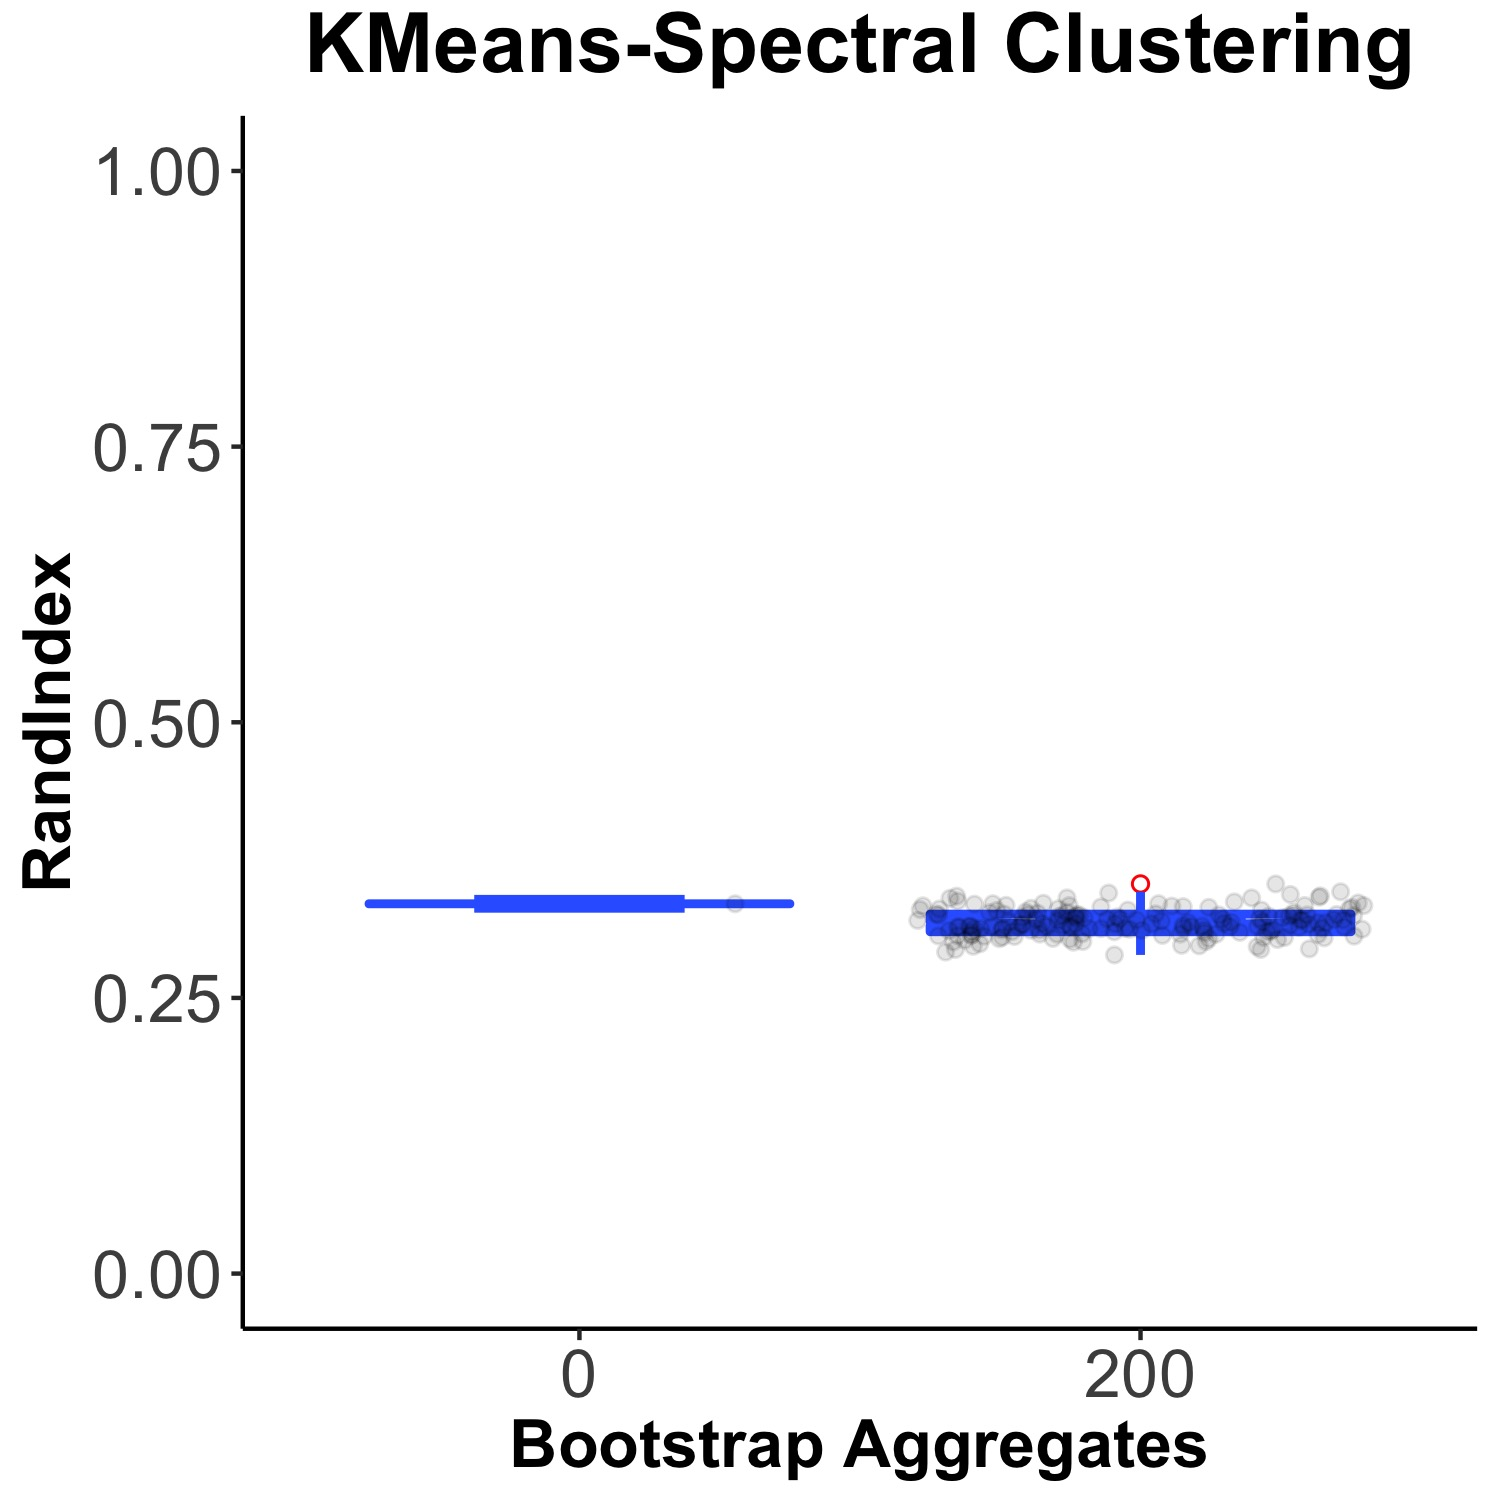 KMeans-Spectral Clustering
RandIndex
1.00
0.75
0.50
0.25
0.00
0
200
Bootstrap Aggregates